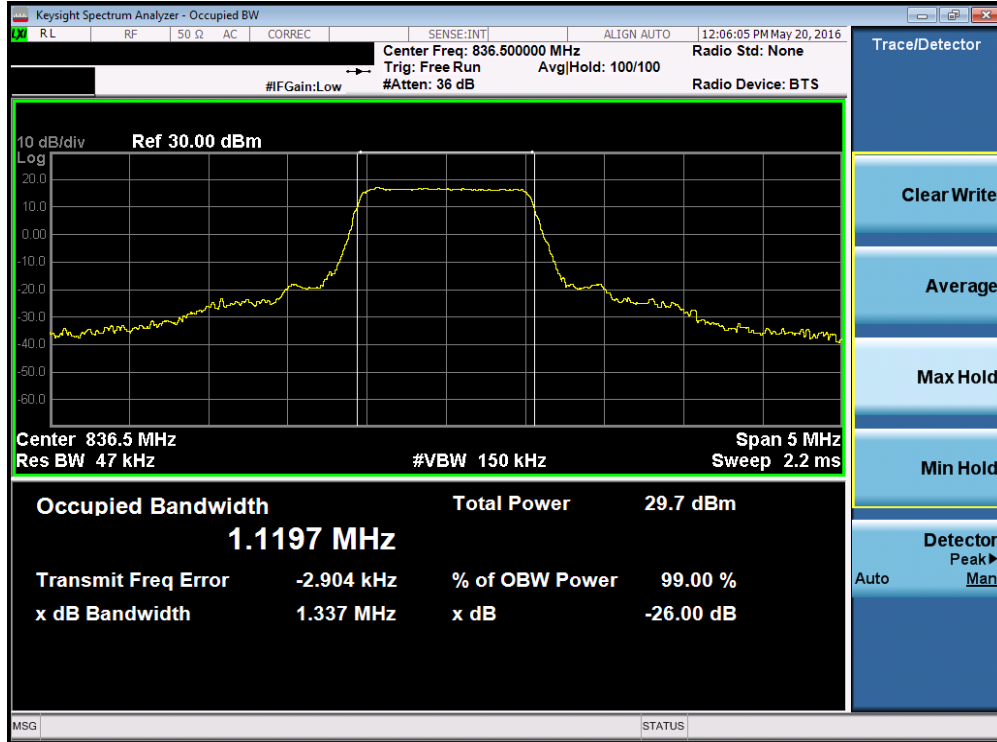 Keysight Spectrum Analyzer - Occupied BW
LXI RL RF 50 Ω AC CORREC SENSE:INT ALIGN AUTO 12:06:05 PM May 20, 2016
Center Freq: 836.500000 MHz Radio Std: None
Trig: Free Run Avg|Hold: 100/100
#IFGain:Low #Atten: 36 dB Radio Device: BTS
10 dB/div Ref 30.00 dBm
Log
20.0
10.0
0.00
-10.0
-20.0
-30.0
-40.0
-50.0
-60.0
Center 836.5 MHz Span 5 MHz
Res BW 47 kHz #VBW 150 kHz Sweep 2.2 ms
Occupied Bandwidth Total Power 29.7 dBm
1.1197 MHz
Transmit Freq Error -2.904 kHz % of OBW Power 99.00 %
x dB Bandwidth 1.337 MHz x dB -26.00 dB
MSG STATUS
Trace/Detector
Clear Write
Average
Max Hold
Min Hold
Detector
Peak▶
Auto Man